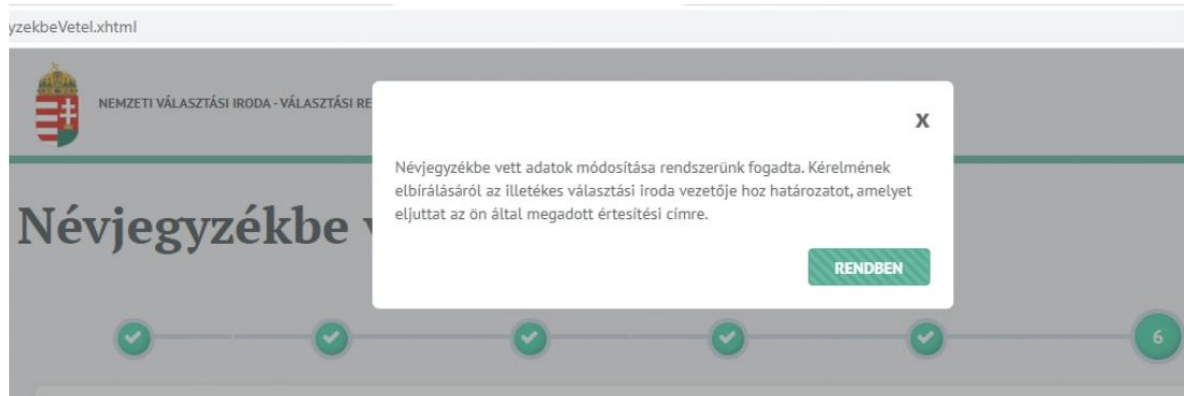 yzekbeVetel.xhtml
NEMZETI VÁLASZTÁSI IRODA - VÁLASZTÁSI RE
X
Névjegyzékbe vett adatok módosítása rendszerünk fogadta. Kérelmének
elbírálásáról az illetékes választási iroda vezetője hoz határozatot, amelyet
eljuttat az ön által megadott értesítési címre.
Névjegyzékbe
RENDBEN
6